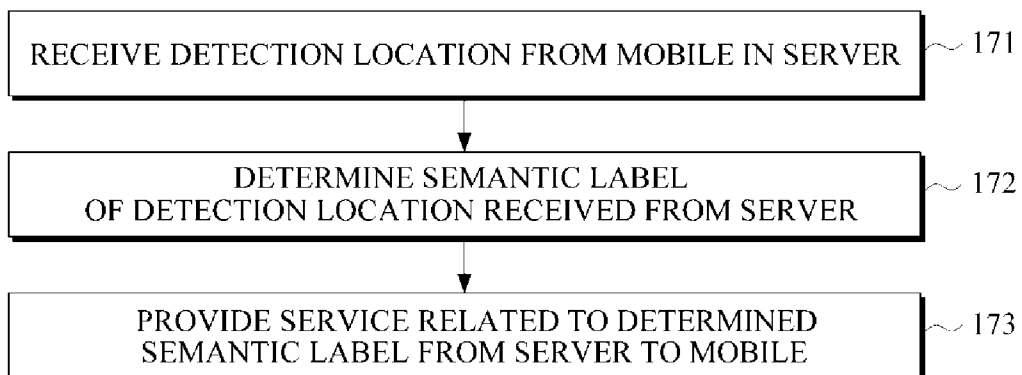 RECEIVE DETECTION LOCATION FROM MOBILE IN SERVER
171
DETERMINE SEMANTIC LABEL
OF DETECTION LOCATION RECEIVED FROM SERVER
172
PROVIDE SERVICE RELATED TO DETERMINED
SEMANTIC LABEL FROM SERVER TO MOBILE
173